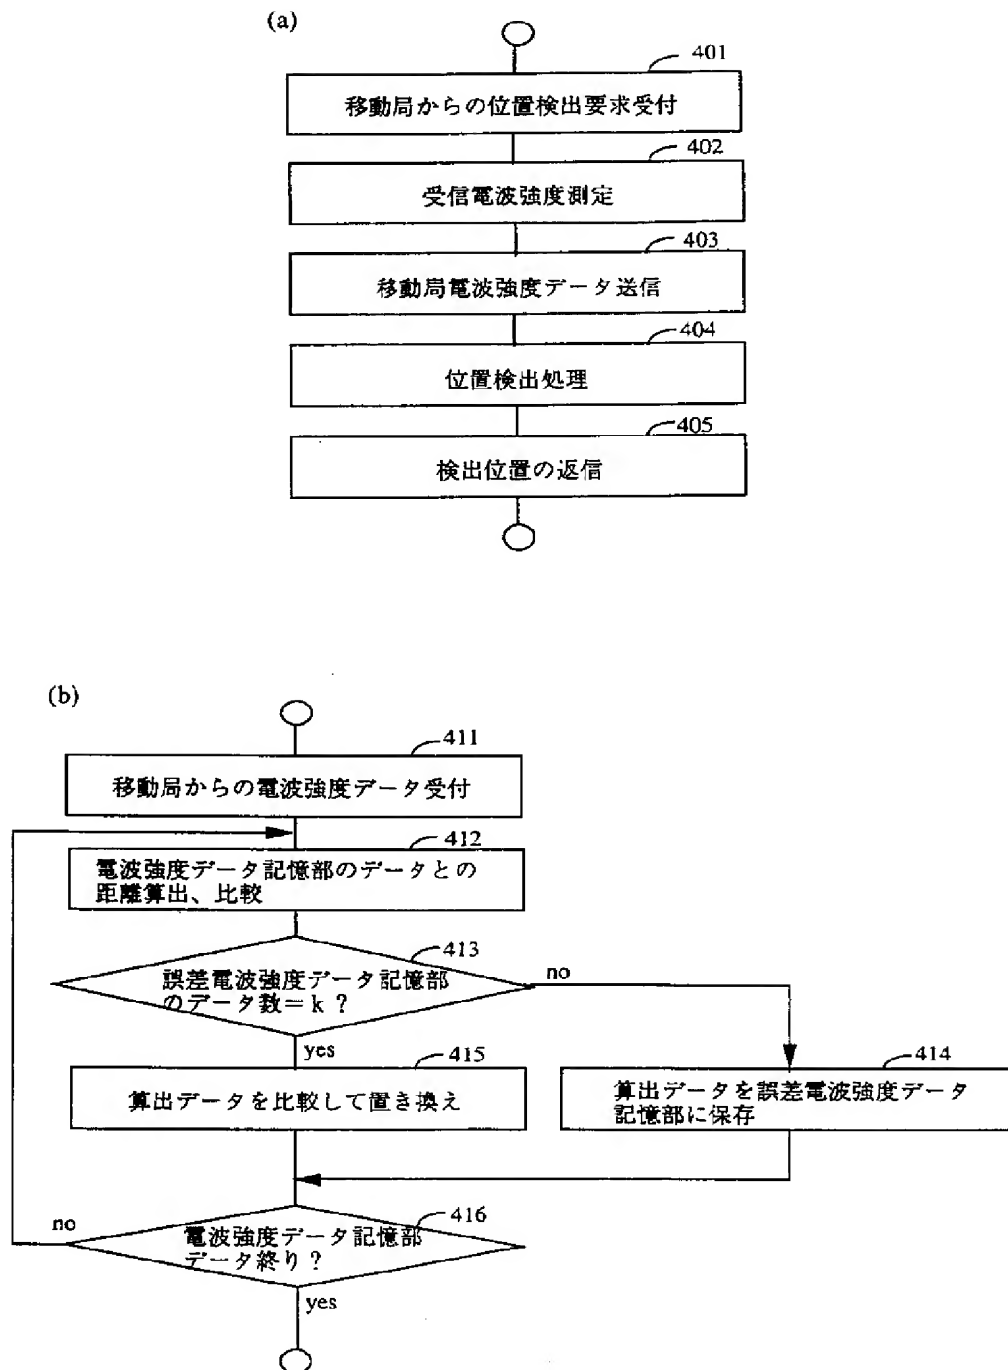 (a)
401
移動局からの位置検出要求受付
402
受信電波強度測定
403
移動局電波強度データ送信
404
位置検出処理
405
検出位置の返信
(b)
411
移動局からの電波強度データ受付
412
電波強度データ記憶部のデータとの
距離算出、比較
413
誤差電波強度データ記憶部
のデータ数＝k？
no
yes
415
算出データを比較して置き換え
414
算出データを誤差電波強度データ
記憶部に保存
416
電波強度データ記憶部
データ終り？
no
yes